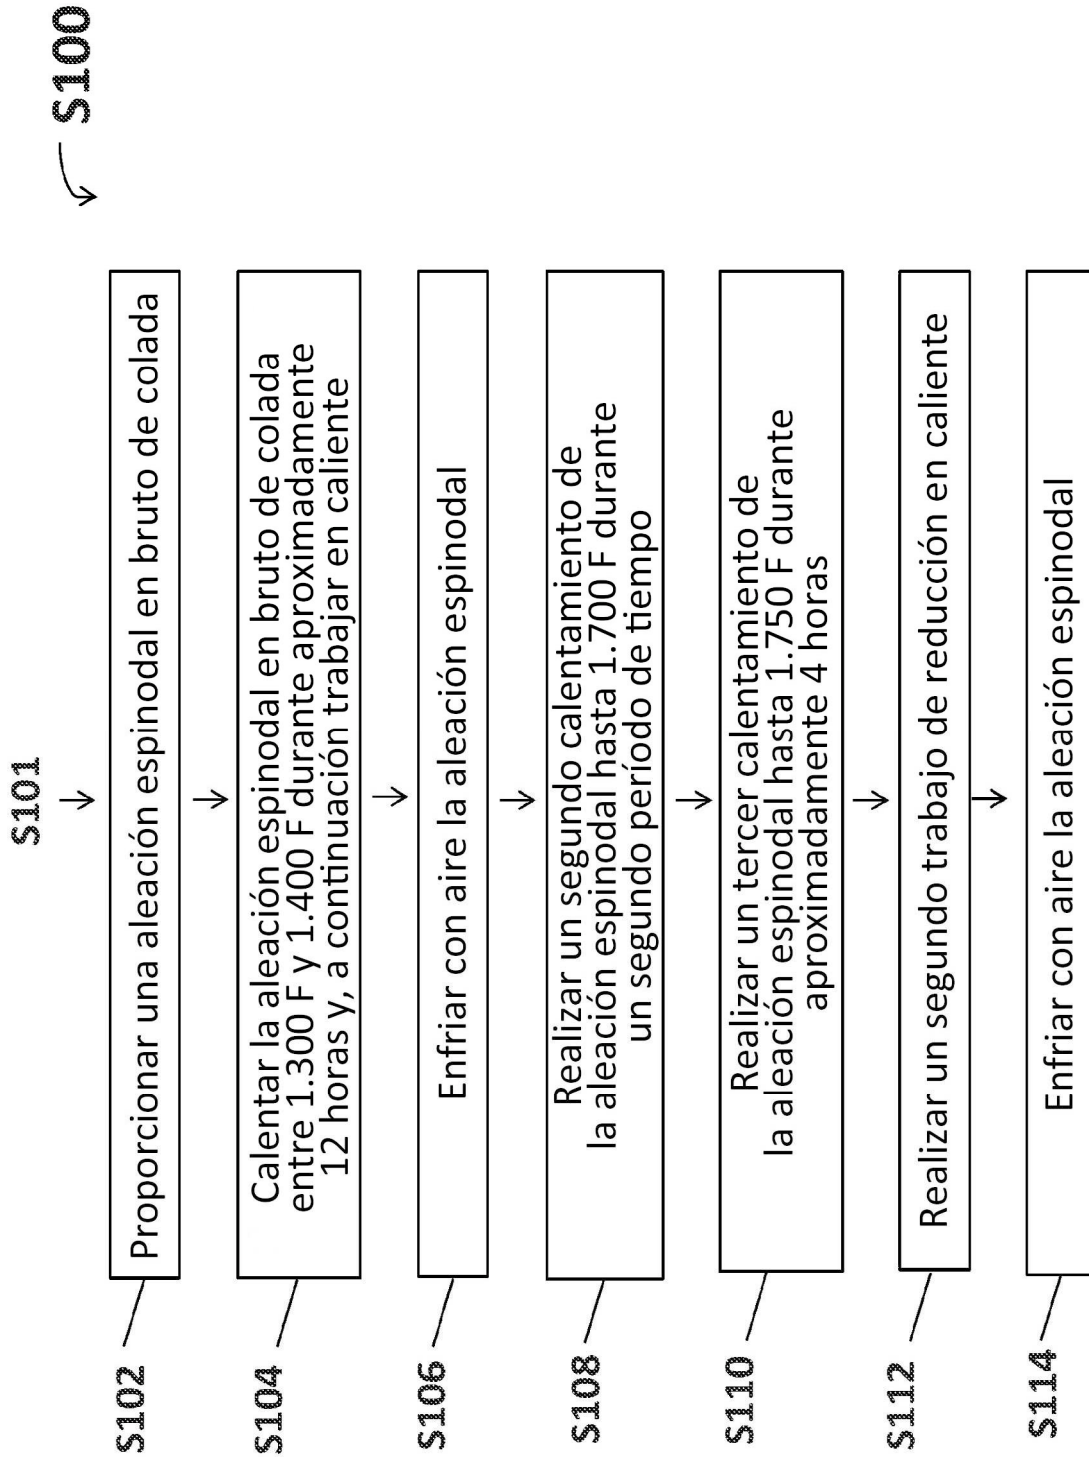 S100
S101
S102
Proporcionar una aleación espinodal en bruto de colada
S104
Calentar la aleación espinodal en bruto de colada
entre 1.300 F y 1.400 F durante aproximadamente
12 horas y, a continuación trabajar en caliente
S106
Enfriar con aire la aleación espinodal
S108
Realizar un segundo calentamiento de
la aleación espinodal hasta 1.700 F durante
un segundo período de tiempo
S110
Realizar un tercer calentamiento de
la aleación espinodal hasta 1.750 F durante
aproximadamente 4 horas
S112
Realizar un segundo trabajo de reducción en caliente
S114
Enfriar con aire la aleación espinodal